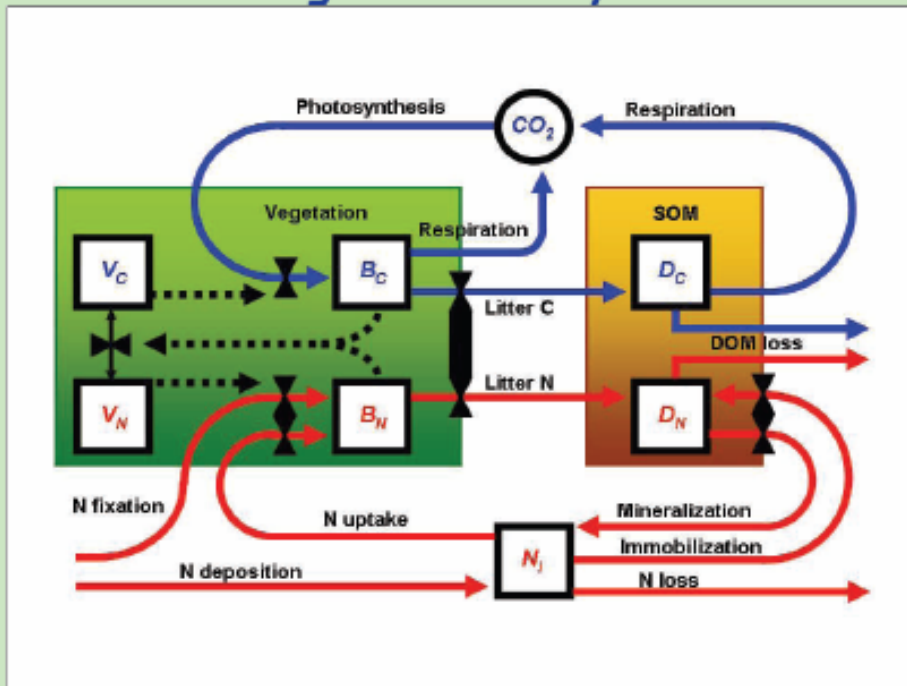 Photosynthesis
CO2
Respiration
Vegetation
SOM
Respiration
VC
BC
DC
Litter C
DOM loss
Litter N
VN
BN
DN
N fixation
N uptake
Mineralization
NI
Immobilization
N deposition
N loss